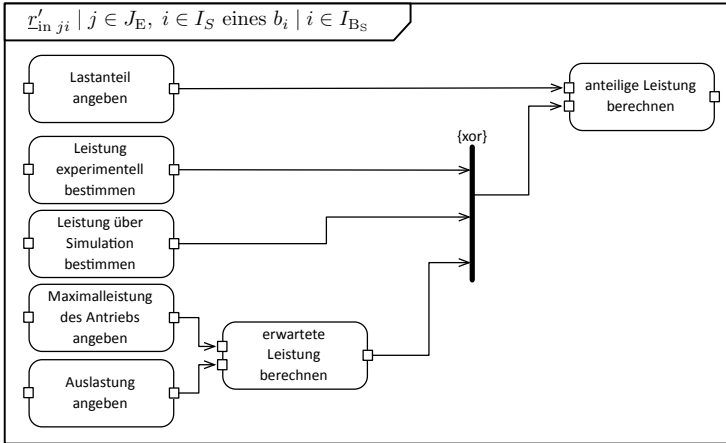 r′in ji | j ∈ JE, i ∈ IS eines bi | i ∈ IBS
Lastanteil
angeben
anteilige Leistung
berechnen
{xor}
Leistung
experimentell
bestimmen
Leistung über
Simulation
bestimmen
Maximalleistung
des Antriebs
angeben
erwartete
Leistung
berechnen
Auslastung
angeben